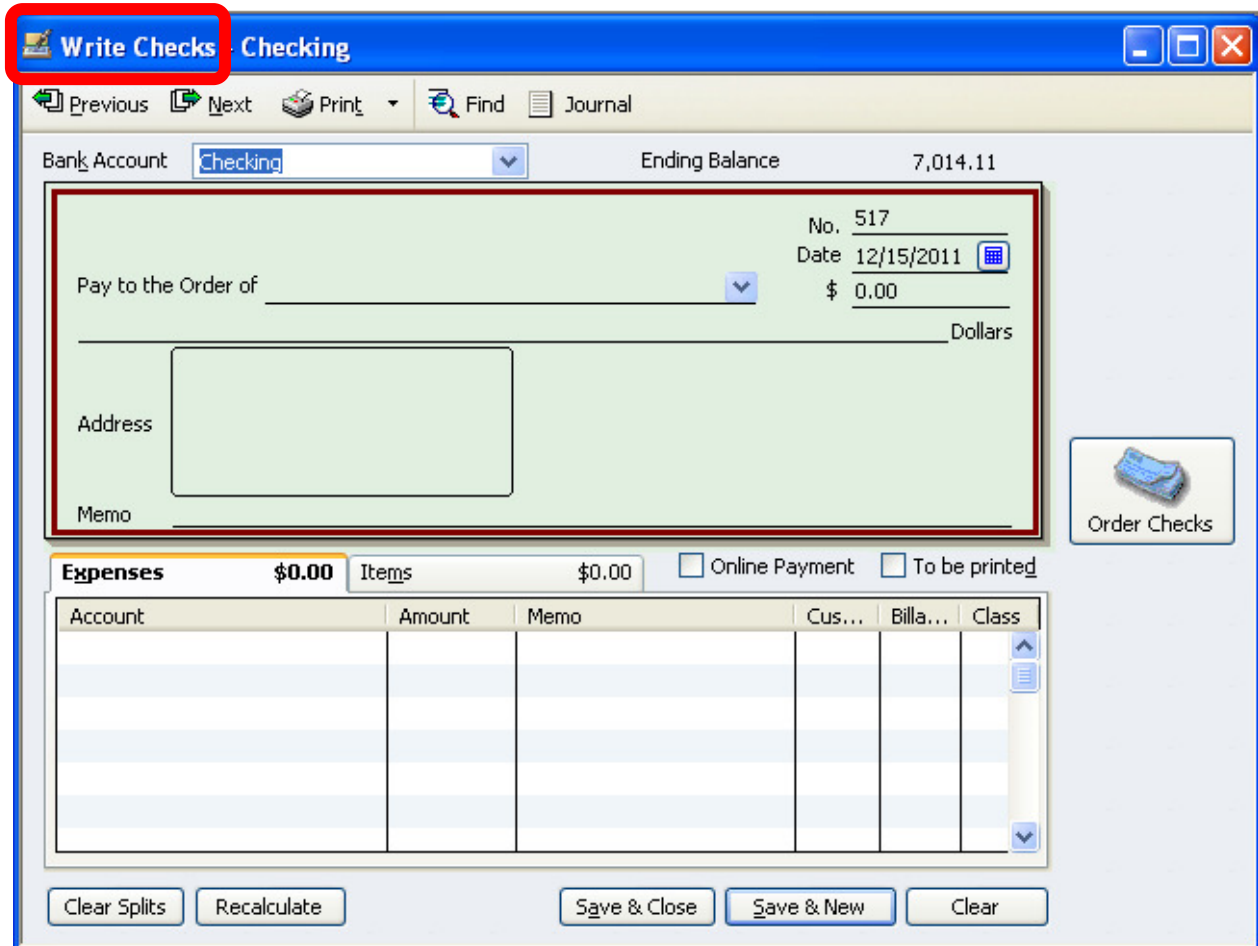 Write Checks - Checking
Previous Next Print Find Journal
Bank Account Checking Ending Balance 7,014.11
No. 517
Date 12/15/2011
Pay to the Order of $ 0.00
Dollars
Address
Memo
Order Checks
Expenses $0.00 Items $0.00 Online Payment To be printed
Account Amount Memo Cus... Billa... Class
Clear Splits Recalculate Save & Close Save & New Clear